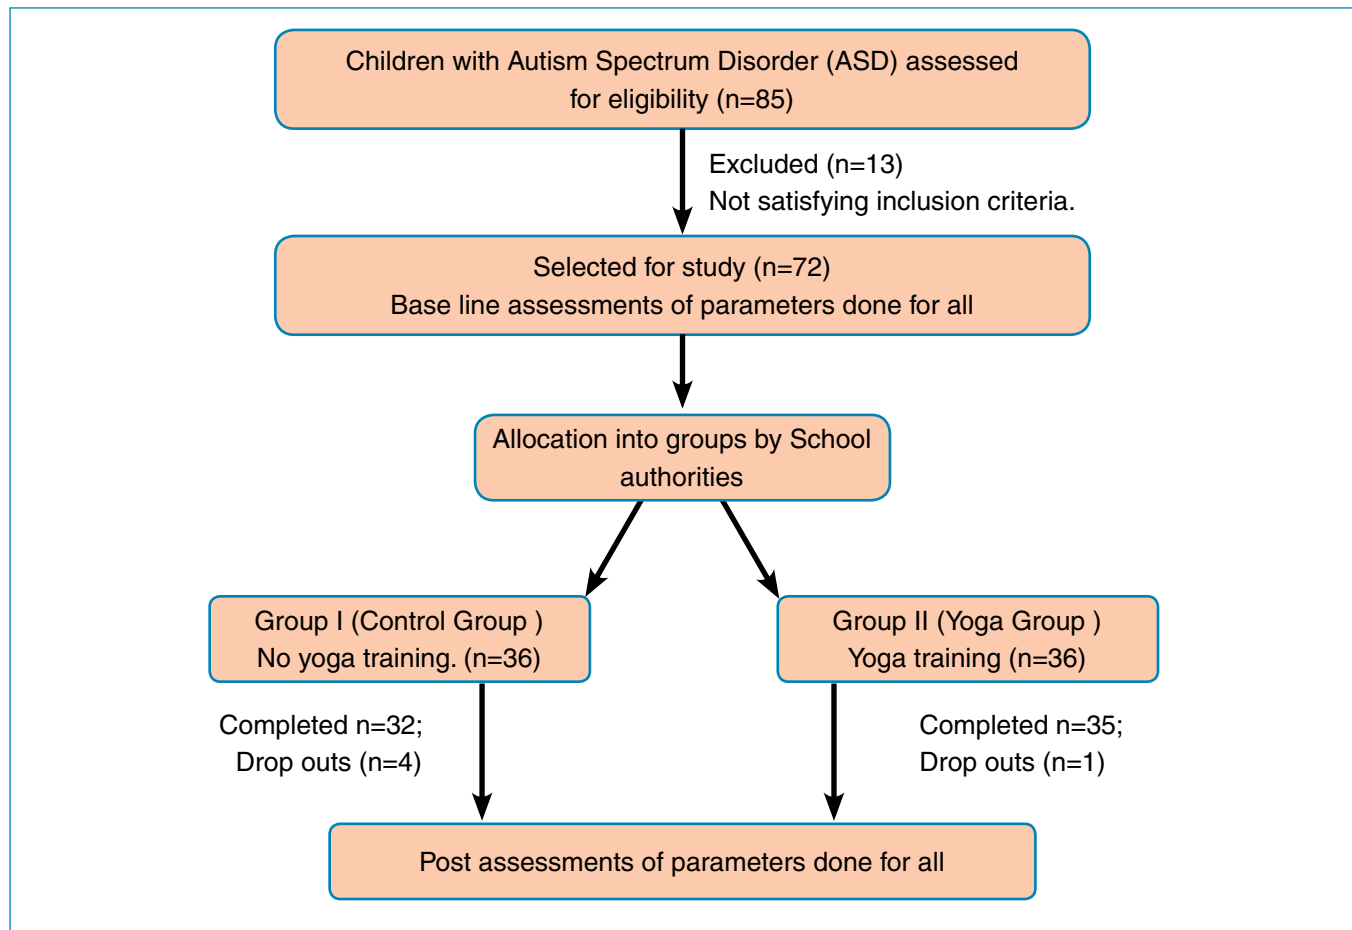 Children with Autism Spectrum Disorder (ASD) assessed
for eligibility (n=85)
Excluded (n=13)
Not satisfying inclusion criteria.
Selected for study (n=72)
Base line assessments of parameters done for all
Allocation into groups by School
authorities
Group I (Control Group )
No yoga training. (n=36)
Group II (Yoga Group )
Yoga training (n=36)
Completed n=32;
Drop outs (n=4)
Completed n=35;
Drop outs (n=1)
Post assessments of parameters done for all